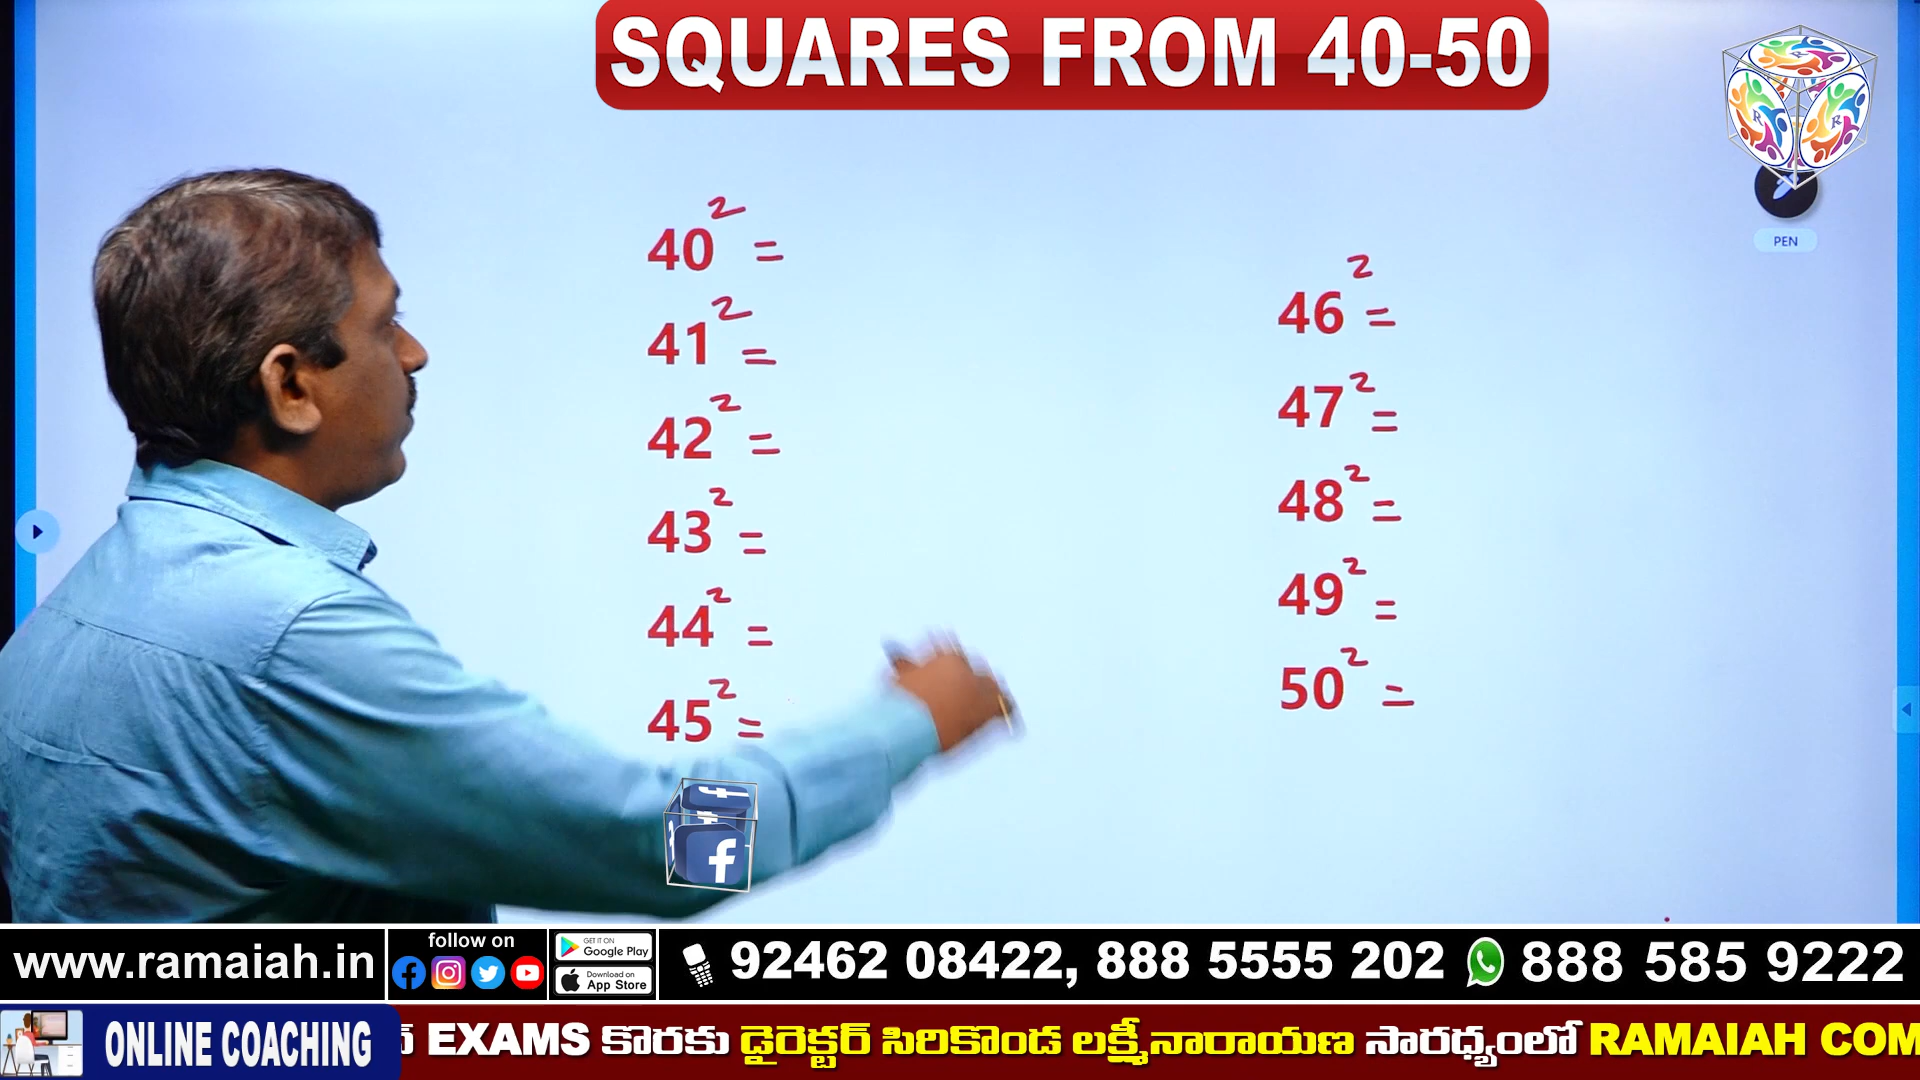 SQUARES FROM 40-50
PEN
40² =
41² =
42² =
43² =
44² =
45² =
46² =
47² =
48² =
49² =
50² =
www.ramaiah.in
follow on
GET IT ON
Google Play
Download on
App Store
92462 08422, 888 5555 202
888 585 9222
ONLINE COACHING
EXAMS కొరకు డైరెక్టర్ సిరికొండ లక్ష్మీనారాయణ సారధ్యంలో RAMAIAH COM